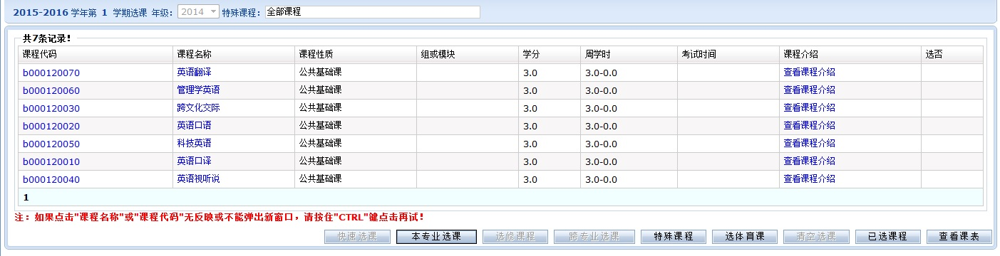 2015-2016 学年第 1 学期选课 年级： 2014 特殊课程： 全部课程
共7条记录!
课程代码 课程名称 课程性质 组或模块 学分 周学时 考试时间 课程介绍 选否
b000120070 英语翻译 公共基础课 3.0 3.0-0.0 查看课程介绍
b000120060 管理学英语 公共基础课 3.0 3.0-0.0 查看课程介绍
b000120030 跨文化交际 公共基础课 3.0 3.0-0.0 查看课程介绍
b000120020 英语口语 公共基础课 3.0 3.0-0.0 查看课程介绍
b000120050 科技英语 公共基础课 3.0 3.0-0.0 查看课程介绍
b000120010 英语口译 公共基础课 3.0 3.0-0.0 查看课程介绍
b000120040 英语视听说 公共基础课 3.0 3.0-0.0 查看课程介绍
1
注：如果点击"课程名称"或"课程代码"无反映或不能弹出新窗口，请按住"CTRL"键点击再试!
快速选课 本专业选课 选修课程 跨专业选课 特殊课程 选体育课 清空选课 已选课程 查看课表